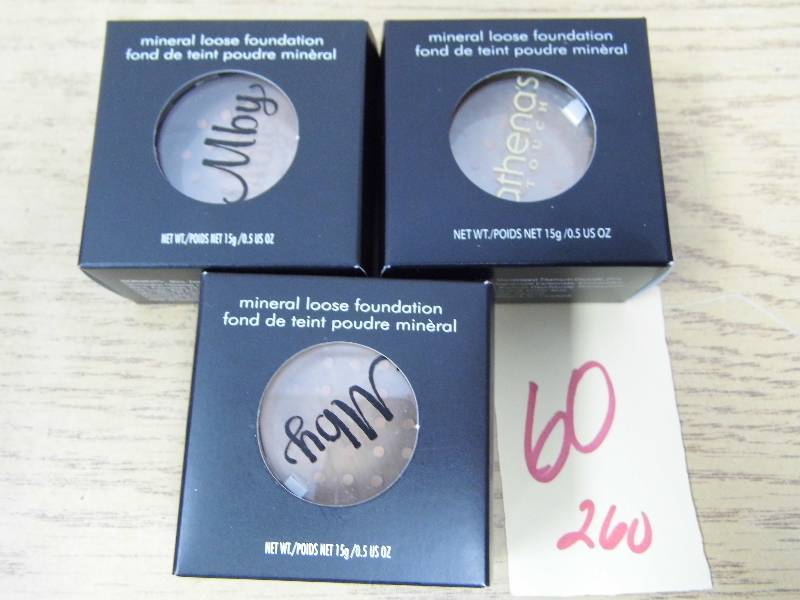 mineral loose foundation
fond de teint poudre minèral
Mby
NET WT./POIDS NET 15g /0.5 US OZ
mineral loose foundation
fond de teint poudre minèral
athena's
TOUCH
NET WT./POIDS NET 15g /0.5 US OZ
mineral loose foundation
fond de teint poudre minèral
Mby
NET WT./POIDS NET 15g /0.5 US OZ
60
260